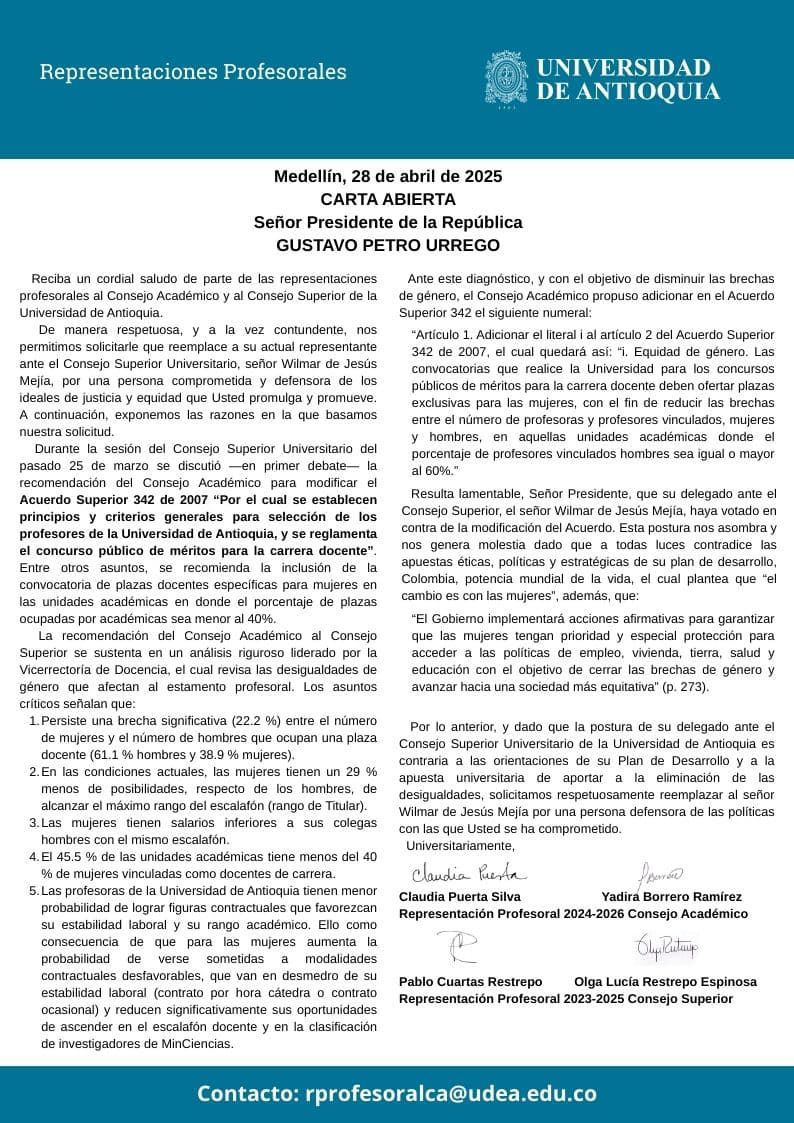 Representaciones Profesorales
UNIVERSIDAD
DE ANTIOQUIA
Medellín, 28 de abril de 2025
CARTA ABIERTA
Señor Presidente de la República
GUSTAVO PETRO URREGO
Reciba un cordial saludo de parte de las representaciones
profesorales al Consejo Académico y al Consejo Superior de la
Universidad de Antioquia.
De manera respetuosa, y a la vez contundente, nos
permitimos solicitarle que reemplace a su actual representante
ante el Consejo Superior Universitario, señor Wilmar de Jesús
Mejía, por una persona comprometida y defensora de los
ideales de justicia y equidad que Usted promulga y promueve.
A continuación, exponemos las razones en la que basamos
nuestra solicitud.
Durante la sesión del Consejo Superior Universitario del
pasado 25 de marzo se discutió —en primer debate— la
recomendación del Consejo Académico para modificar el
Acuerdo Superior 342 de 2007 “Por el cual se establecen
principios y criterios generales para selección de los
profesores de la Universidad de Antioquia, y se reglamenta
el concurso público de méritos para la carrera docente”.
Entre otros asuntos, se recomienda la inclusión de la
convocatoria de plazas docentes específicas para mujeres en
las unidades académicas en donde el porcentaje de plazas
ocupadas por académicas sea menor al 40%.
La recomendación del Consejo Académico al Consejo
Superior se sustenta en un análisis riguroso liderado por la
Vicerrectoría de Docencia, el cual revisa las desigualdades de
género que afectan al estamento profesoral. Los asuntos
críticos señalan que:
1. Persiste una brecha significativa (22.2 %) entre el número
de mujeres y el número de hombres que ocupan una plaza
docente (61.1 % hombres y 38.9 % mujeres).
2. En las condiciones actuales, las mujeres tienen un 29 %
menos de posibilidades, respecto de los hombres, de
alcanzar el máximo rango del escalafón (rango de Titular).
3. Las mujeres tienen salarios inferiores a sus colegas
hombres con el mismo escalafón.
4. El 45.5 % de las unidades académicas tiene menos del 40
% de mujeres vinculadas como docentes de carrera.
5. Las profesoras de la Universidad de Antioquia tienen menor
probabilidad de lograr figuras contractuales que favorezcan
su estabilidad laboral y su rango académico. Ello como
consecuencia de que para las mujeres aumenta la
probabilidad de verse sometidas a modalidades
contractuales desfavorables, que van en desmedro de su
estabilidad laboral (contrato por hora cátedra o contrato
ocasional) y reducen significativamente sus oportunidades
de ascender en el escalafón docente y en la clasificación
de investigadores de MinCiencias.
Ante este diagnóstico, y con el objetivo de disminuir las brechas
de género, el Consejo Académico propuso adicionar en el Acuerdo
Superior 342 el siguiente numeral:
“Artículo 1. Adicionar el literal i al artículo 2 del Acuerdo Superior
342 de 2007, el cual quedará así: “i. Equidad de género. Las
convocatorias que realice la Universidad para los concursos
públicos de méritos para la carrera docente deben ofertar plazas
exclusivas para las mujeres, con el fin de reducir las brechas
entre el número de profesoras y profesores vinculados, mujeres
y hombres, en aquellas unidades académicas donde el
porcentaje de profesores vinculados hombres sea igual o mayor
al 60%.”
Resulta lamentable, Señor Presidente, que su delegado ante el
Consejo Superior, el señor Wilmar de Jesús Mejía, haya votado en
contra de la modificación del Acuerdo. Esta postura nos asombra y
nos genera molestia dado que a todas luces contradice las
apuestas éticas, políticas y estratégicas de su plan de desarrollo,
Colombia, potencia mundial de la vida, el cual plantea que “el
cambio es con las mujeres”, además, que:
“El Gobierno implementará acciones afirmativas para garantizar
que las mujeres tengan prioridad y especial protección para
acceder a las políticas de empleo, vivienda, tierra, salud y
educación con el objetivo de cerrar las brechas de género y
avanzar hacia una sociedad más equitativa” (p. 273).
Por lo anterior, y dado que la postura de su delegado ante el
Consejo Superior Universitario de la Universidad de Antioquia es
contraria a las orientaciones de su Plan de Desarrollo y a la
apuesta universitaria de aportar a la eliminación de las
desigualdades, solicitamos respetuosamente reemplazar al señor
Wilmar de Jesús Mejía por una persona defensora de las políticas
con las que Usted se ha comprometido.
Universitariamente,
Claudia Puerta
Claudia Puerta Silva Yadira Borrero Ramírez
Representación Profesoral 2024-2026 Consejo Académico
Pablo Cuartas Restrepo Olga Lucía Restrepo Espinosa
Representación Profesoral 2023-2025 Consejo Superior
Contacto: rprofesoralca@udea.edu.co